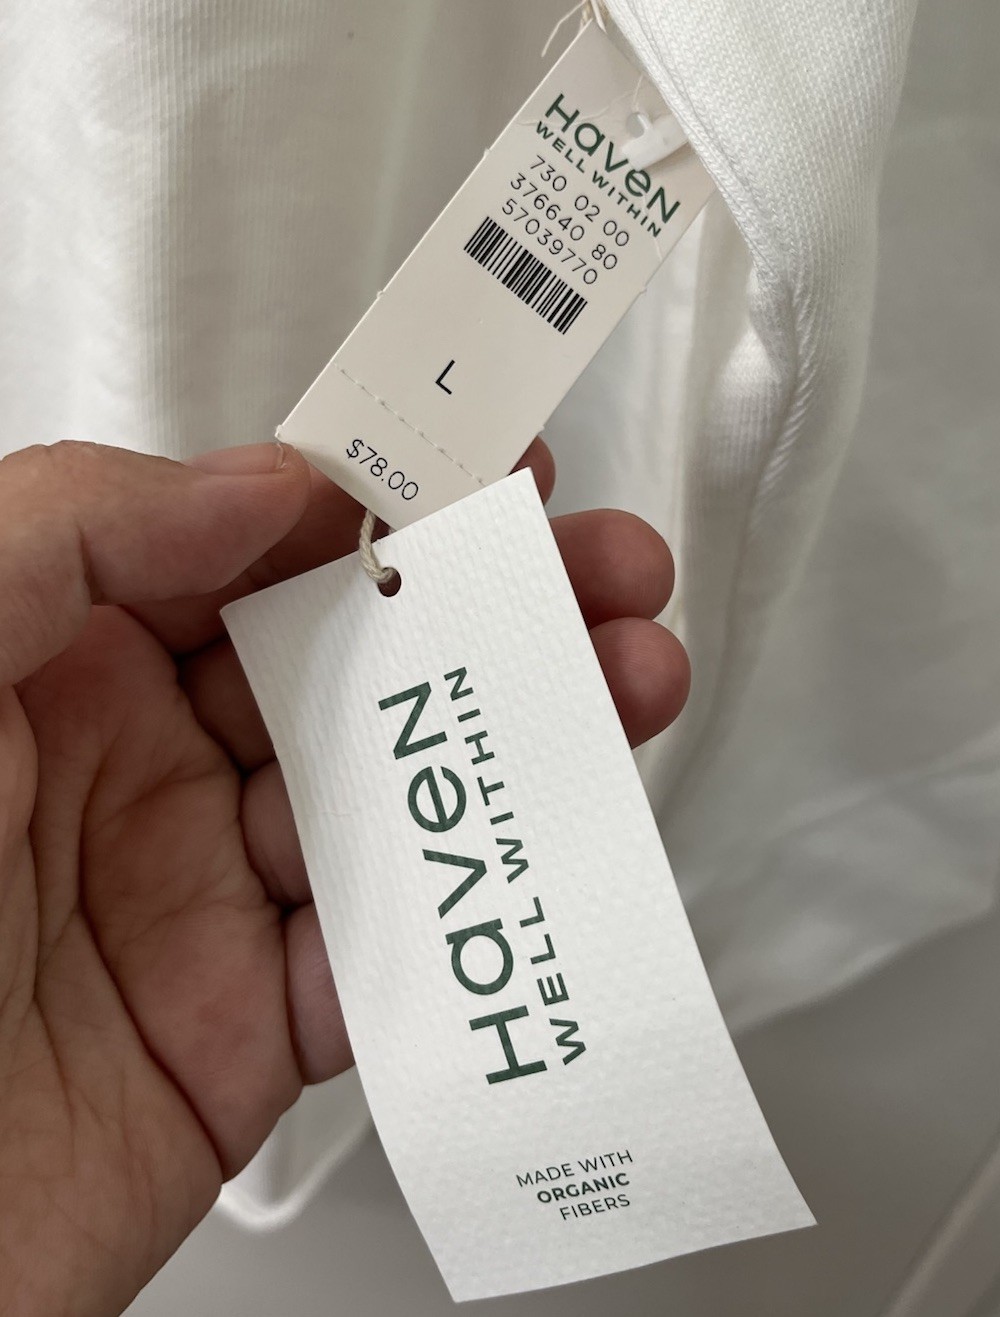 HaveN
WELL WITHIN
730 02 00
376640 80
57039770
L
$78.00
HaveN
WELL WITHIN
MADE WITH
ORGANIC
FIBERS